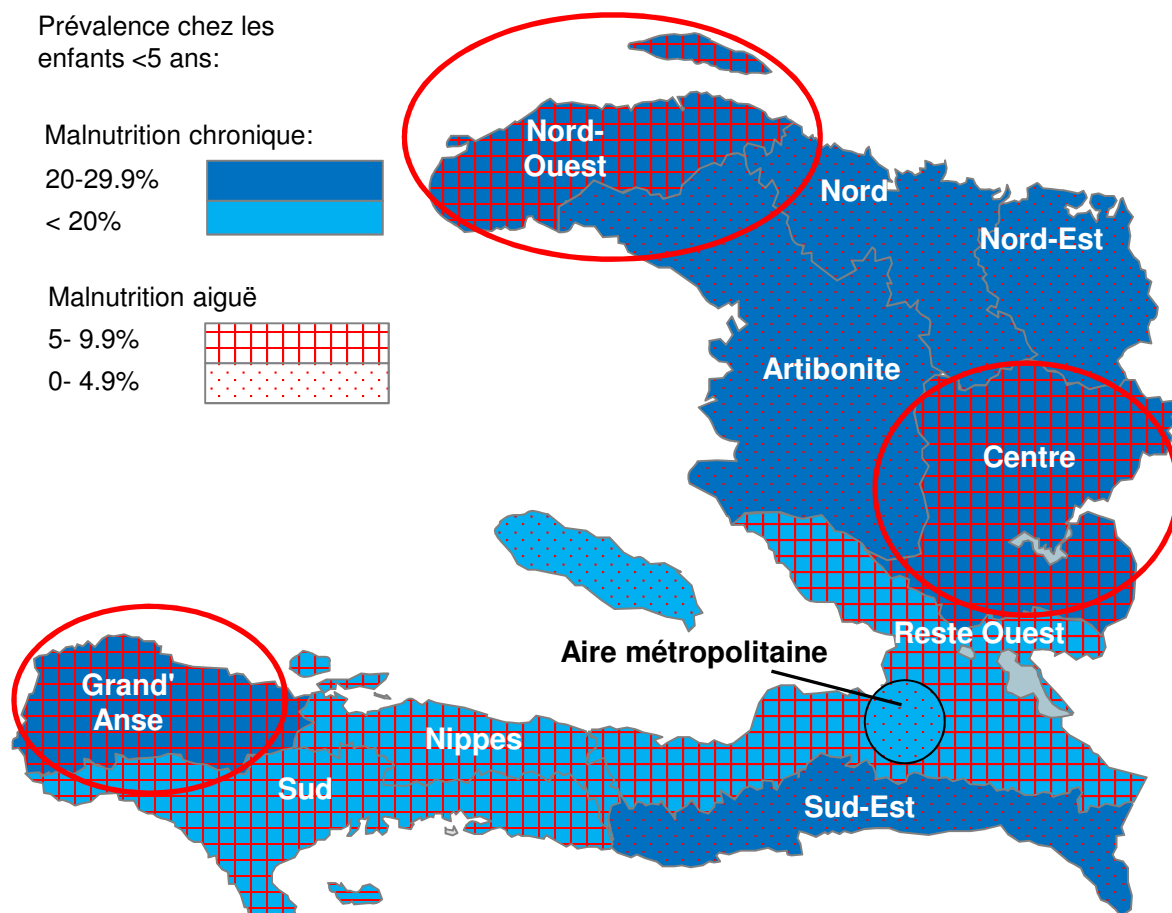 Prévalence chez les
enfants <5 ans:
Malnutrition chronique:
20-29.9%
< 20%
Malnutrition aiguë
5- 9.9%
0- 4.9%
Nord-
Ouest
Nord
Nord-Est
Artibonite
Centre
Reste Ouest
Aire métropolitaine
Grand'
Anse
Nippes
Sud
Sud-Est